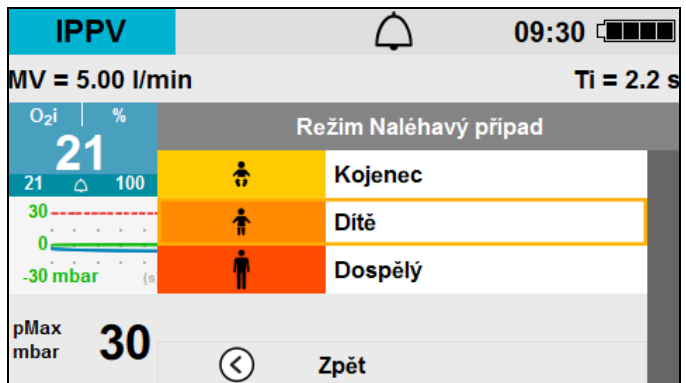 IPPV 09:30
MV = 5.00 l/min Ti = 2.2 s
O₂i %
21
21 100
Režim Naléhavý případ
Kojenec
Dítě
Dospělý
30
0
-30 mbar (s
pMax
mbar 30
Zpět